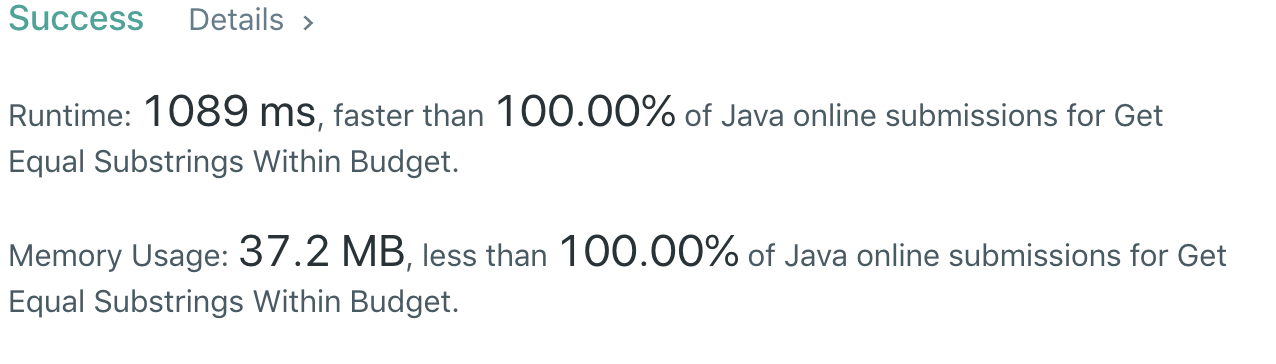 Success Details >
Runtime: 1089 ms, faster than 100.00% of Java online submissions for Get
Equal Substrings Within Budget.
Memory Usage: 37.2 MB, less than 100.00% of Java online submissions for Get
Equal Substrings Within Budget.